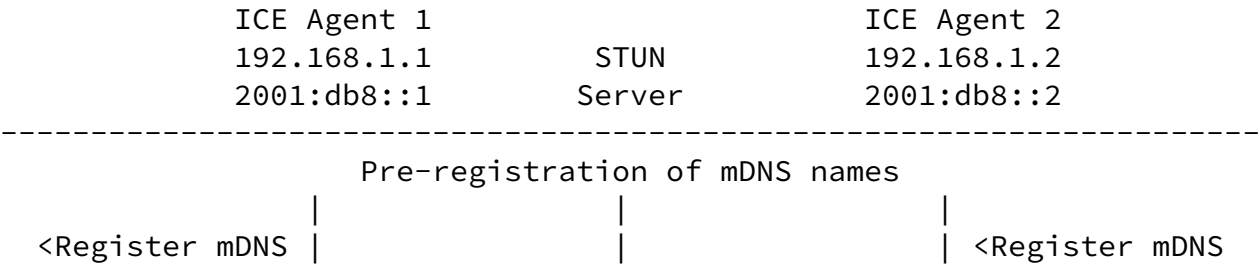 ICE Agent 1                        ICE Agent 2
192.168.1.1         STUN           192.168.1.2
2001:db8::1        Server          2001:db8::2
----------------------------------------------------------------------
Pre-registration of mDNS names
|                |                 |
<Register mDNS |                |                 | <Register mDNS